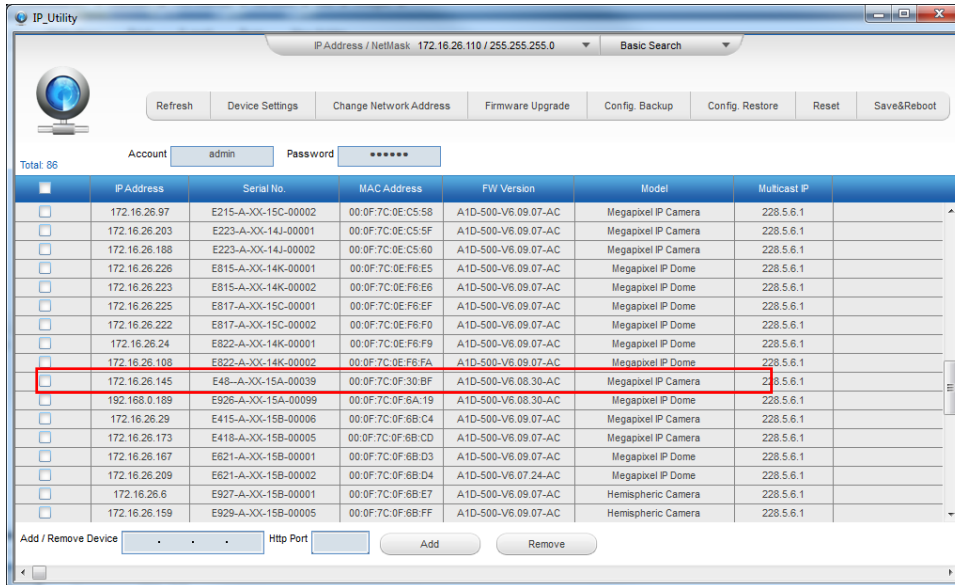 IP_Utility
IP Address / NetMask 172.16.26.110 / 255.255.255.0 Basic Search
Refresh Device Settings Change Network Address Firmware Upgrade Config. Backup Config. Restore Reset Save&Reboot
Total: 86 Account admin Password ••••••
IP Address Serial No. MAC Address FW Version Model Multicast IP
172.16.26.97 E215-A-XX-15C-00002 00:0F:7C:0E:C5:58 A1D-500-V6.09.07-AC Megapixel IP Camera 228.5.6.1
172.16.26.203 E223-A-XX-14J-00001 00:0F:7C:0E:C5:5F A1D-500-V6.09.07-AC Megapixel IP Camera 228.5.6.1
172.16.26.188 E223-A-XX-14J-00002 00:0F:7C:0E:C5:60 A1D-500-V6.09.07-AC Megapixel IP Camera 228.5.6.1
172.16.26.226 E815-A-XX-14K-00001 00:0F:7C:0E:F6:E5 A1D-500-V6.09.07-AC Megapixel IP Dome 228.5.6.1
172.16.26.223 E815-A-XX-14K-00002 00:0F:7C:0E:F6:E6 A1D-500-V6.09.07-AC Megapixel IP Dome 228.5.6.1
172.16.26.225 E817-A-XX-15C-00001 00:0F:7C:0E:F6:EF A1D-500-V6.09.07-AC Megapixel IP Dome 228.5.6.1
172.16.26.222 E817-A-XX-15C-00002 00:0F:7C:0E:F6:F0 A1D-500-V6.09.07-AC Megapixel IP Dome 228.5.6.1
172.16.26.24 E822-A-XX-14K-00001 00:0F:7C:0E:F6:F9 A1D-500-V6.09.07-AC Megapixel IP Dome 228.5.6.1
172.16.26.108 E822-A-XX-14K-00002 00:0F:7C:0E:F6:FA A1D-500-V6.09.07-AC Megapixel IP Dome 228.5.6.1
172.16.26.145 E48--A-XX-15A-00039 00:0F:7C:0F:30:BF A1D-500-V6.08.30-AC Megapixel IP Camera 228.5.6.1
192.168.0.189 E926-A-XX-15A-00099 00:0F:7C:0F:6A:19 A1D-500-V6.08.30-AC Megapixel IP Dome 228.5.6.1
172.16.26.29 E415-A-XX-15B-00006 00:0F:7C:0F:6B:C4 A1D-500-V6.09.07-AC Megapixel IP Camera 228.5.6.1
172.16.26.173 E418-A-XX-15B-00005 00:0F:7C:0F:6B:CD A1D-500-V6.09.07-AC Megapixel IP Camera 228.5.6.1
172.16.26.167 E621-A-XX-15B-00001 00:0F:7C:0F:6B:D3 A1D-500-V6.09.07-AC Megapixel IP Dome 228.5.6.1
172.16.26.209 E621-A-XX-15B-00002 00:0F:7C:0F:6B:D4 A1D-500-V6.07.24-AC Megapixel IP Dome 228.5.6.1
172.16.26.6 E927-A-XX-15B-00001 00:0F:7C:0F:6B:E7 A1D-500-V6.09.07-AC Hemispheric Camera 228.5.6.1
172.16.26.159 E929-A-XX-15B-00005 00:0F:7C:0F:6B:FF A1D-500-V6.09.07-AC Hemispheric Camera 228.5.6.1
Add / Remove Device . . . Http Port Add Remove